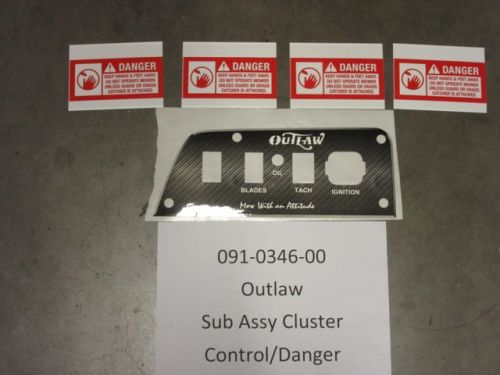 DANGER
KEEP HANDS & FEET AWAY.
DO NOT OPERATE MOWER
UNLESS GUARD OR GRASS
CATCHER IS ATTACHED.
DANGER
KEEP HANDS & FEET AWAY.
DO NOT OPERATE MOWER
UNLESS GUARD OR GRASS
CATCHER IS ATTACHED.
DANGER
KEEP HANDS & FEET AWAY.
DO NOT OPERATE MOWER
UNLESS GUARD OR GRASS
CATCHER IS ATTACHED.
DANGER
KEEP HANDS & FEET AWAY.
DO NOT OPERATE MOWER
UNLESS GUARD OR GRASS
CATCHER IS ATTACHED.
OUTLAW
BLADES OIL TACH IGNITION
Mow With an Attitude
091-0346-00
Outlaw
Sub Assy Cluster
Control/Danger